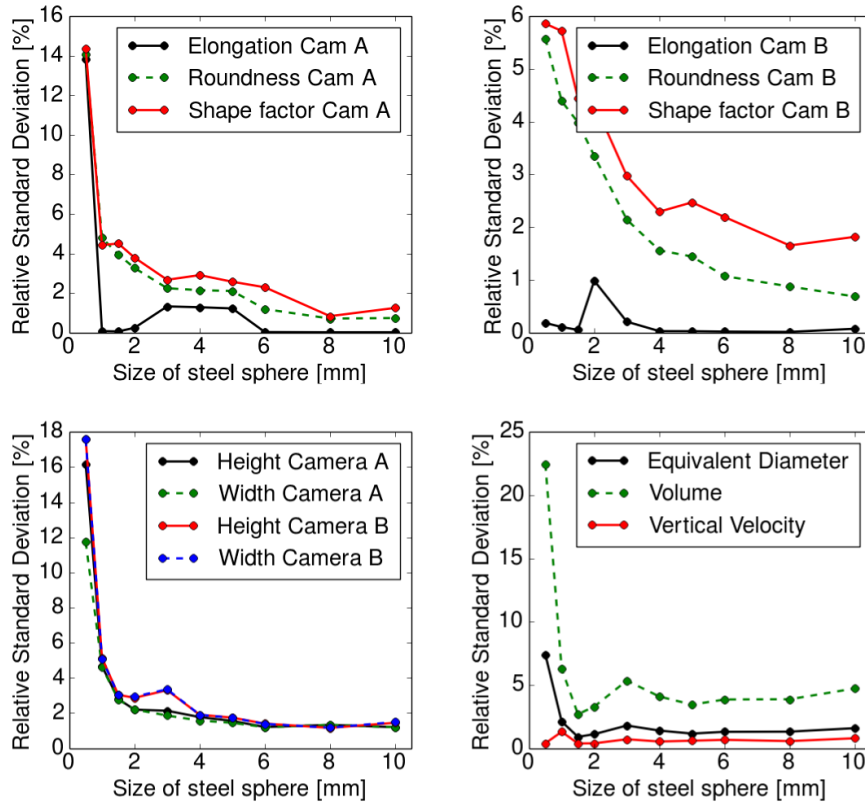 Relative Standard Deviation [%]
16
14
12
10
8
6
4
2
0
Elongation Cam A
Roundness Cam A
Shape factor Cam A
0 2 4 6 8 10
Size of steel sphere [mm]
Relative Standard Deviation [%]
6
5
4
3
2
1
0
Elongation Cam B
Roundness Cam B
Shape factor Cam B
0 2 4 6 8 10
Size of steel sphere [mm]
Relative Standard Deviation [%]
18
16
14
12
10
8
6
4
2
0
Height Camera A
Width Camera A
Height Camera B
Width Camera B
0 2 4 6 8 10
Size of steel sphere [mm]
Relative Standard Deviation [%]
25
20
15
10
5
0
Equivalent Diameter
Volume
Vertical Velocity
0 2 4 6 8 10
Size of steel sphere [mm]